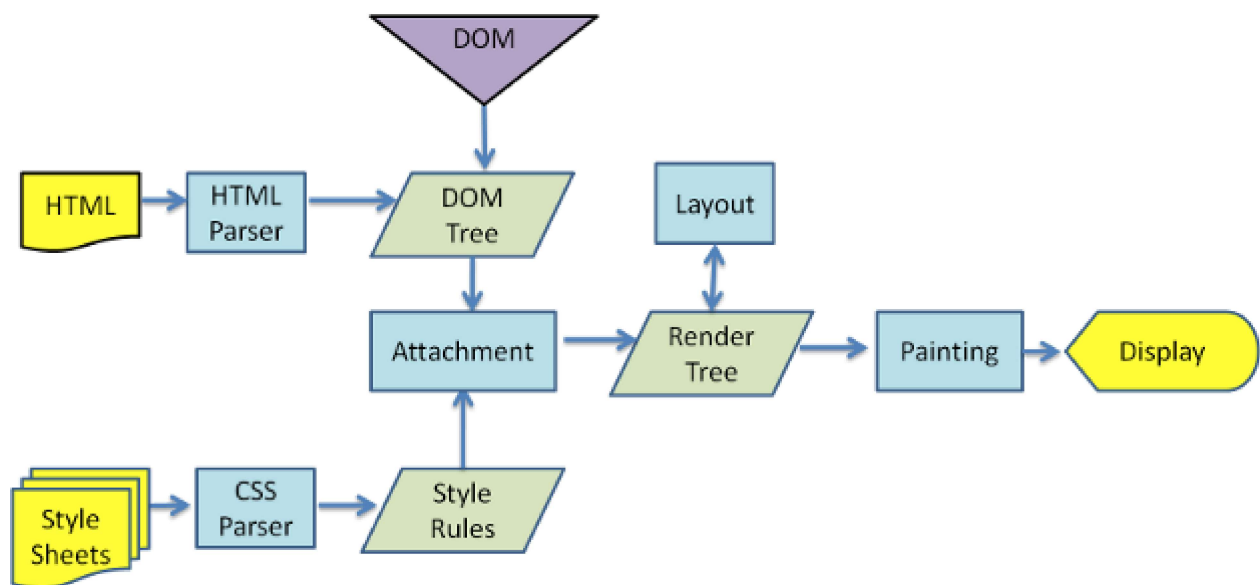 DOM
HTML
HTML
Parser
DOM
Tree
Layout
Attachment
Render
Tree
Painting
Display
Style
Sheets
CSS
Parser
Style
Rules